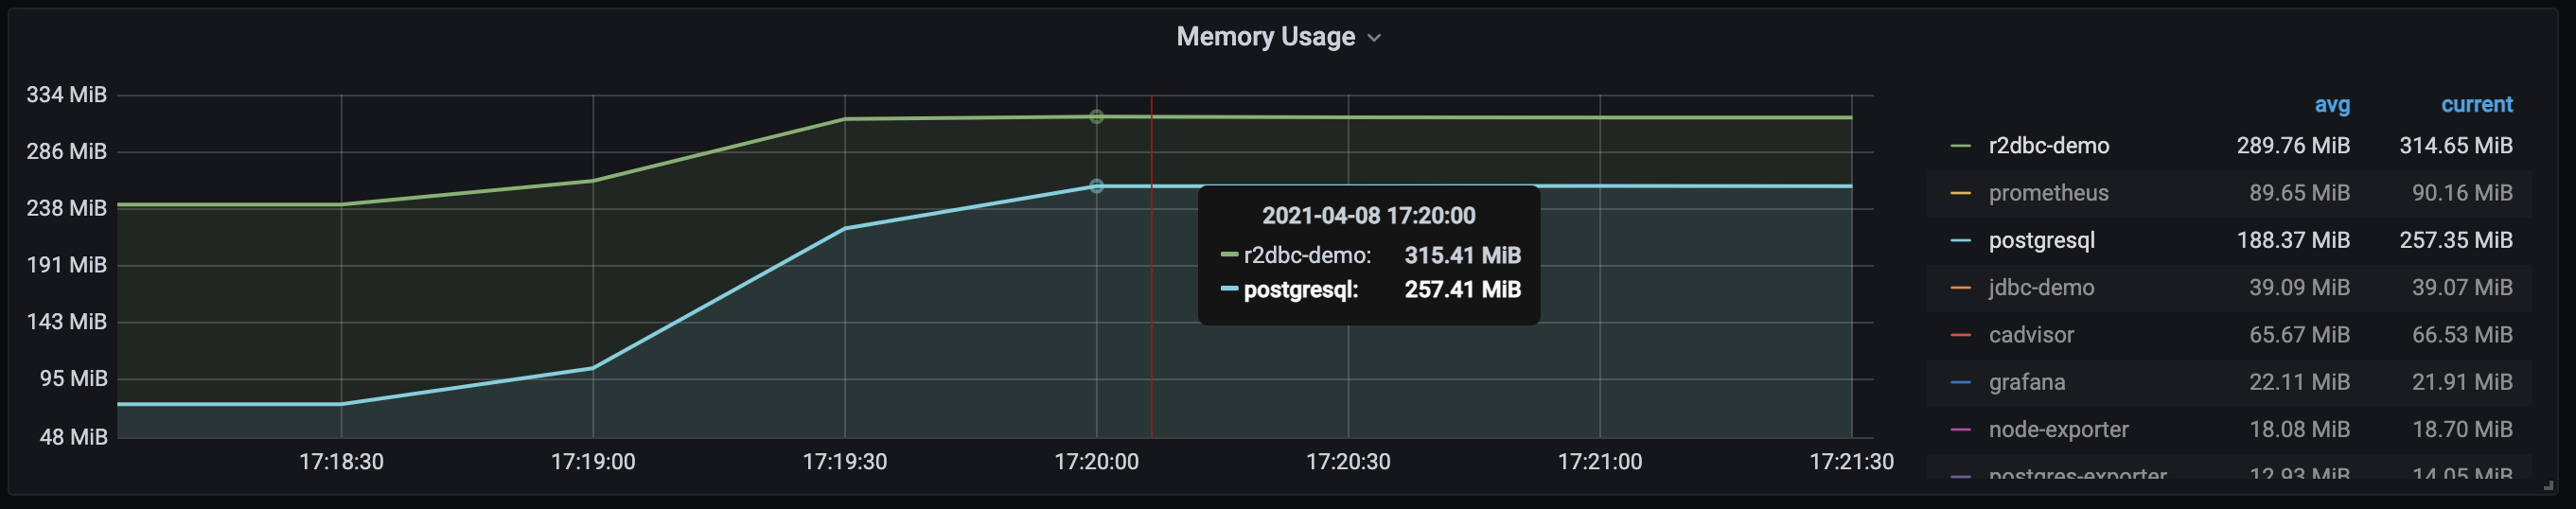 Memory Usage
334 MiB
286 MiB
238 MiB
191 MiB
143 MiB
95 MiB
48 MiB
17:18:30 17:19:00 17:19:30 17:20:00 17:20:30 17:21:00 17:21:30
2021-04-08 17:20:00
r2dbc-demo: 315.41 MiB
postgresql: 257.41 MiB
avg current
r2dbc-demo 289.76 MiB 314.65 MiB
prometheus 89.65 MiB 90.16 MiB
postgresql 188.37 MiB 257.35 MiB
jdbc-demo 39.09 MiB 39.07 MiB
cadvisor 65.67 MiB 66.53 MiB
grafana 22.11 MiB 21.91 MiB
node-exporter 18.08 MiB 18.70 MiB
postgres-exporter 12.93 MiB 14.05 MiB